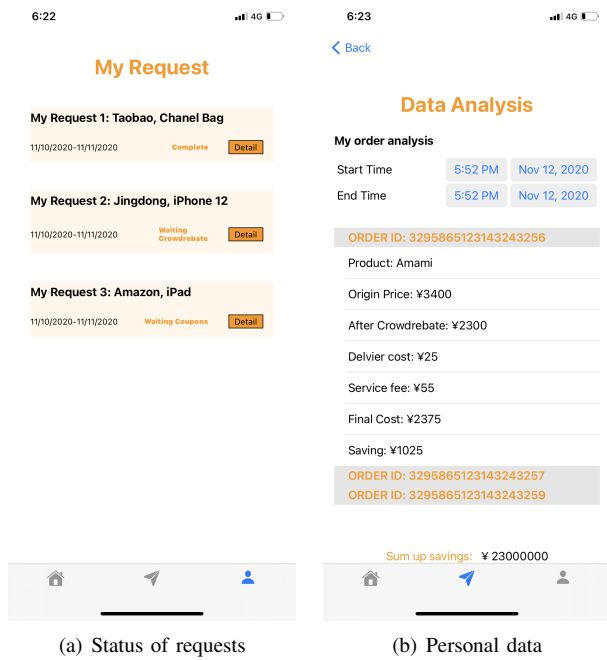 6:22
4G
My Request
My Request 1: Taobao, Chanel Bag
11/10/2020-11/11/2020 Complete Detail
My Request 2: Jingdong, iPhone 12
11/10/2020-11/11/2020 Waiting Crowdrebate Detail
My Request 3: Amazon, iPad
11/10/2020-11/11/2020 Waiting Coupons Detail
(a) Status of requests
6:23
4G
Back
Data Analysis
My order analysis
Start Time 5:52 PM Nov 12, 2020
End Time 5:52 PM Nov 12, 2020
ORDER ID: 3295865123143243256
Product: Amami
Origin Price: ¥3400
After Crowdrebate: ¥2300
Delvier cost: ¥25
Service fee: ¥55
Final Cost: ¥2375
Saving: ¥1025
ORDER ID: 3295865123143243257
ORDER ID: 3295865123143243259
Sum up savings: ¥ 23000000
(b) Personal data